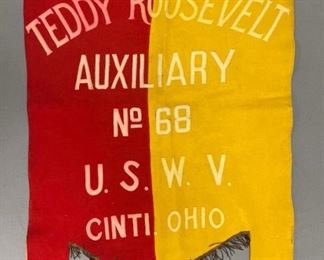 TEDDY ROOSEVELT
AUXILIARY
No 68
U. S. W. V.
CINTI. OHIO